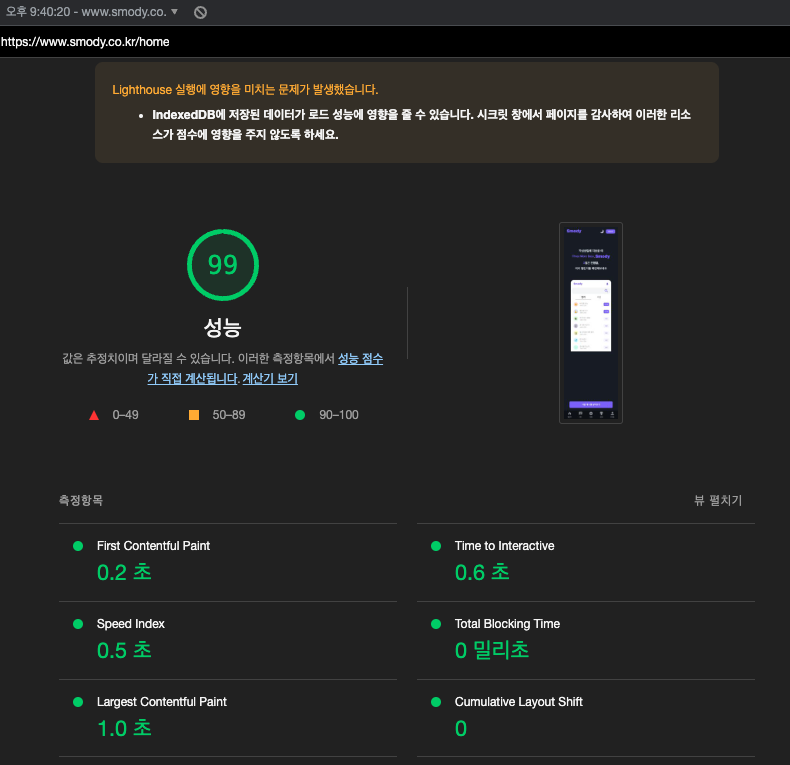 오후 9:40:20 - www.smody.co. ▼
https://www.smody.co.kr/home
Lighthouse 실행에 영향을 미치는 문제가 발생했습니다.
• IndexedDB에 저장된 데이터가 로드 성능에 영향을 줄 수 있습니다. 시크릿 창에서 페이지를 감사하여 이러한 리소
스가 점수에 영향을 주지 않도록 하세요.
99
성능
값은 추정치이며 달라질 수 있습니다. 이러한 측정항목에서 성능 점수
가 직접 계산됩니다. 계산기 보기
0–49
50–89
90–100
Smody
측정항목
뷰 펼치기
First Contentful Paint
0.2 초
Time to Interactive
0.6 초
Speed Index
0.5 초
Total Blocking Time
0 밀리초
Largest Contentful Paint
1.0 초
Cumulative Layout Shift
0